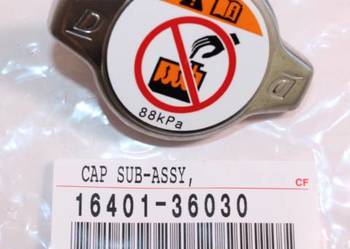 88kPa
CAP SUB-ASSY,
CF
16401-36030